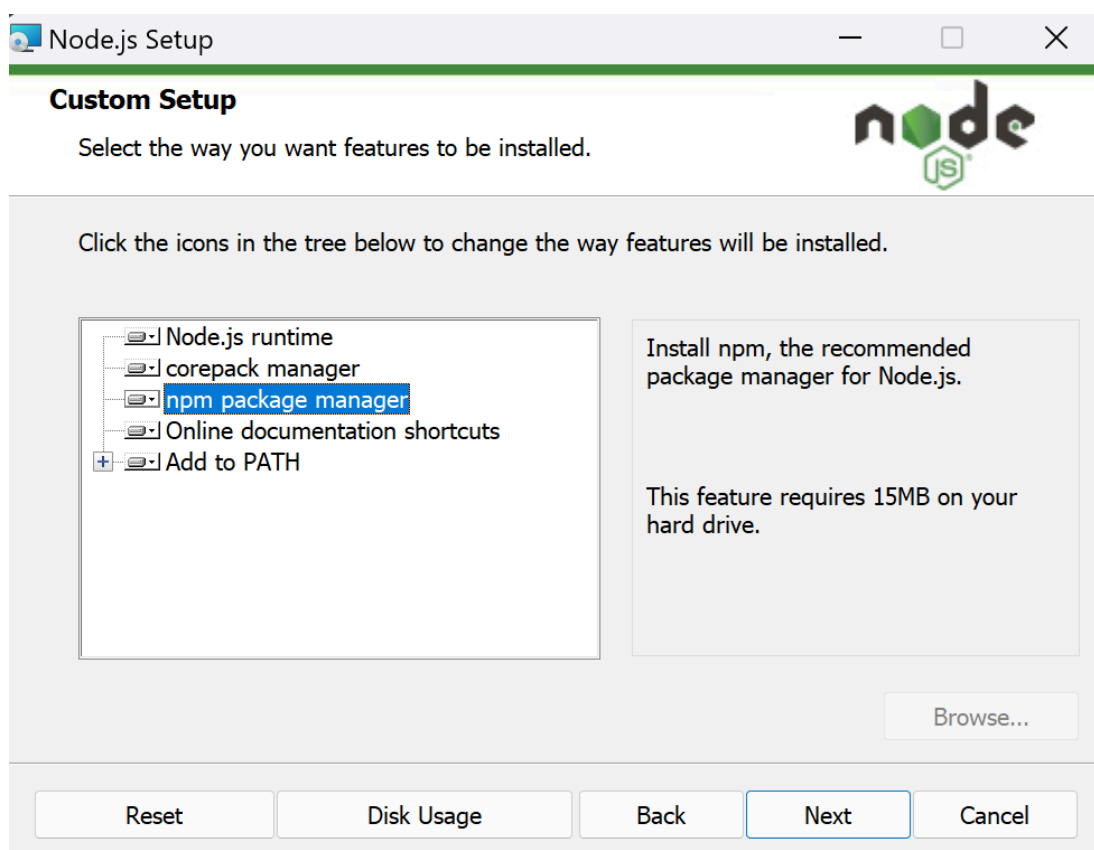 Node.js Setup
Custom Setup
Select the way you want features to be installed.
node
JS
Click the icons in the tree below to change the way features will be installed.
Node.js runtime
corepack manager
npm package manager
Online documentation shortcuts
Add to PATH
Install npm, the recommended
package manager for Node.js.
This feature requires 15MB on your
hard drive.
Browse...
Reset
Disk Usage
Back
Next
Cancel